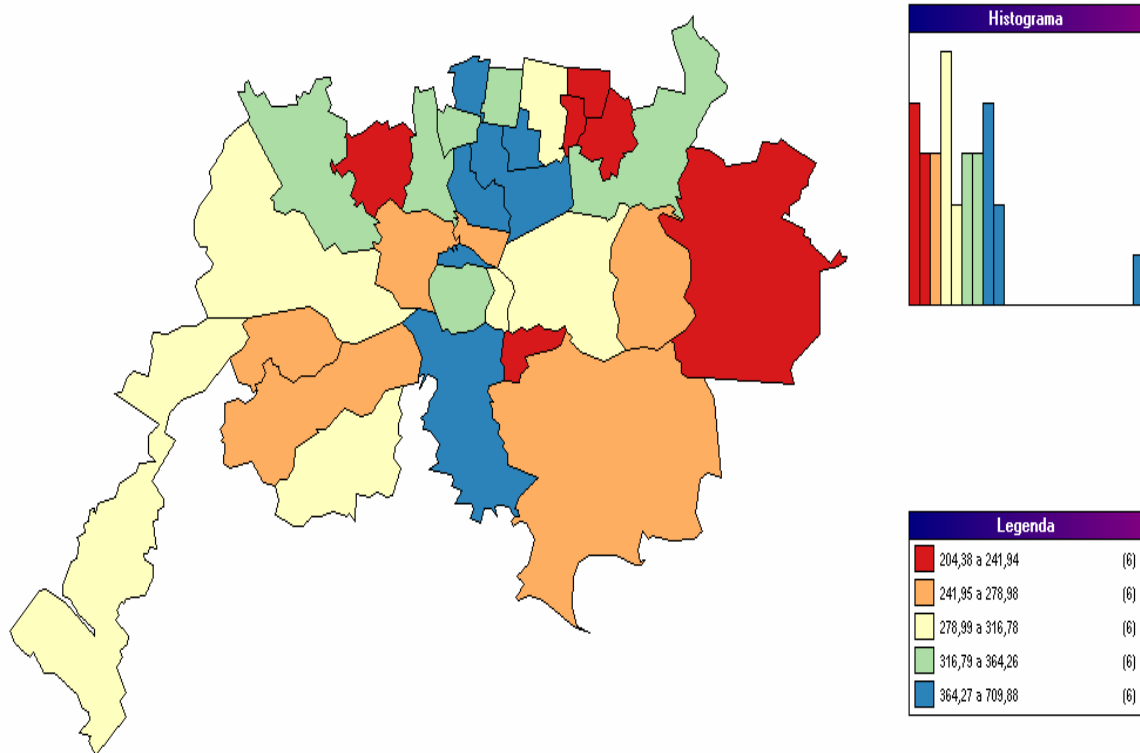 Histograma
Legenda
204,38 a 241,94 (6)
241,95 a 278,98 (6)
278,99 a 316,78 (6)
316,79 a 364,26 (6)
364,27 a 709,88 (6)